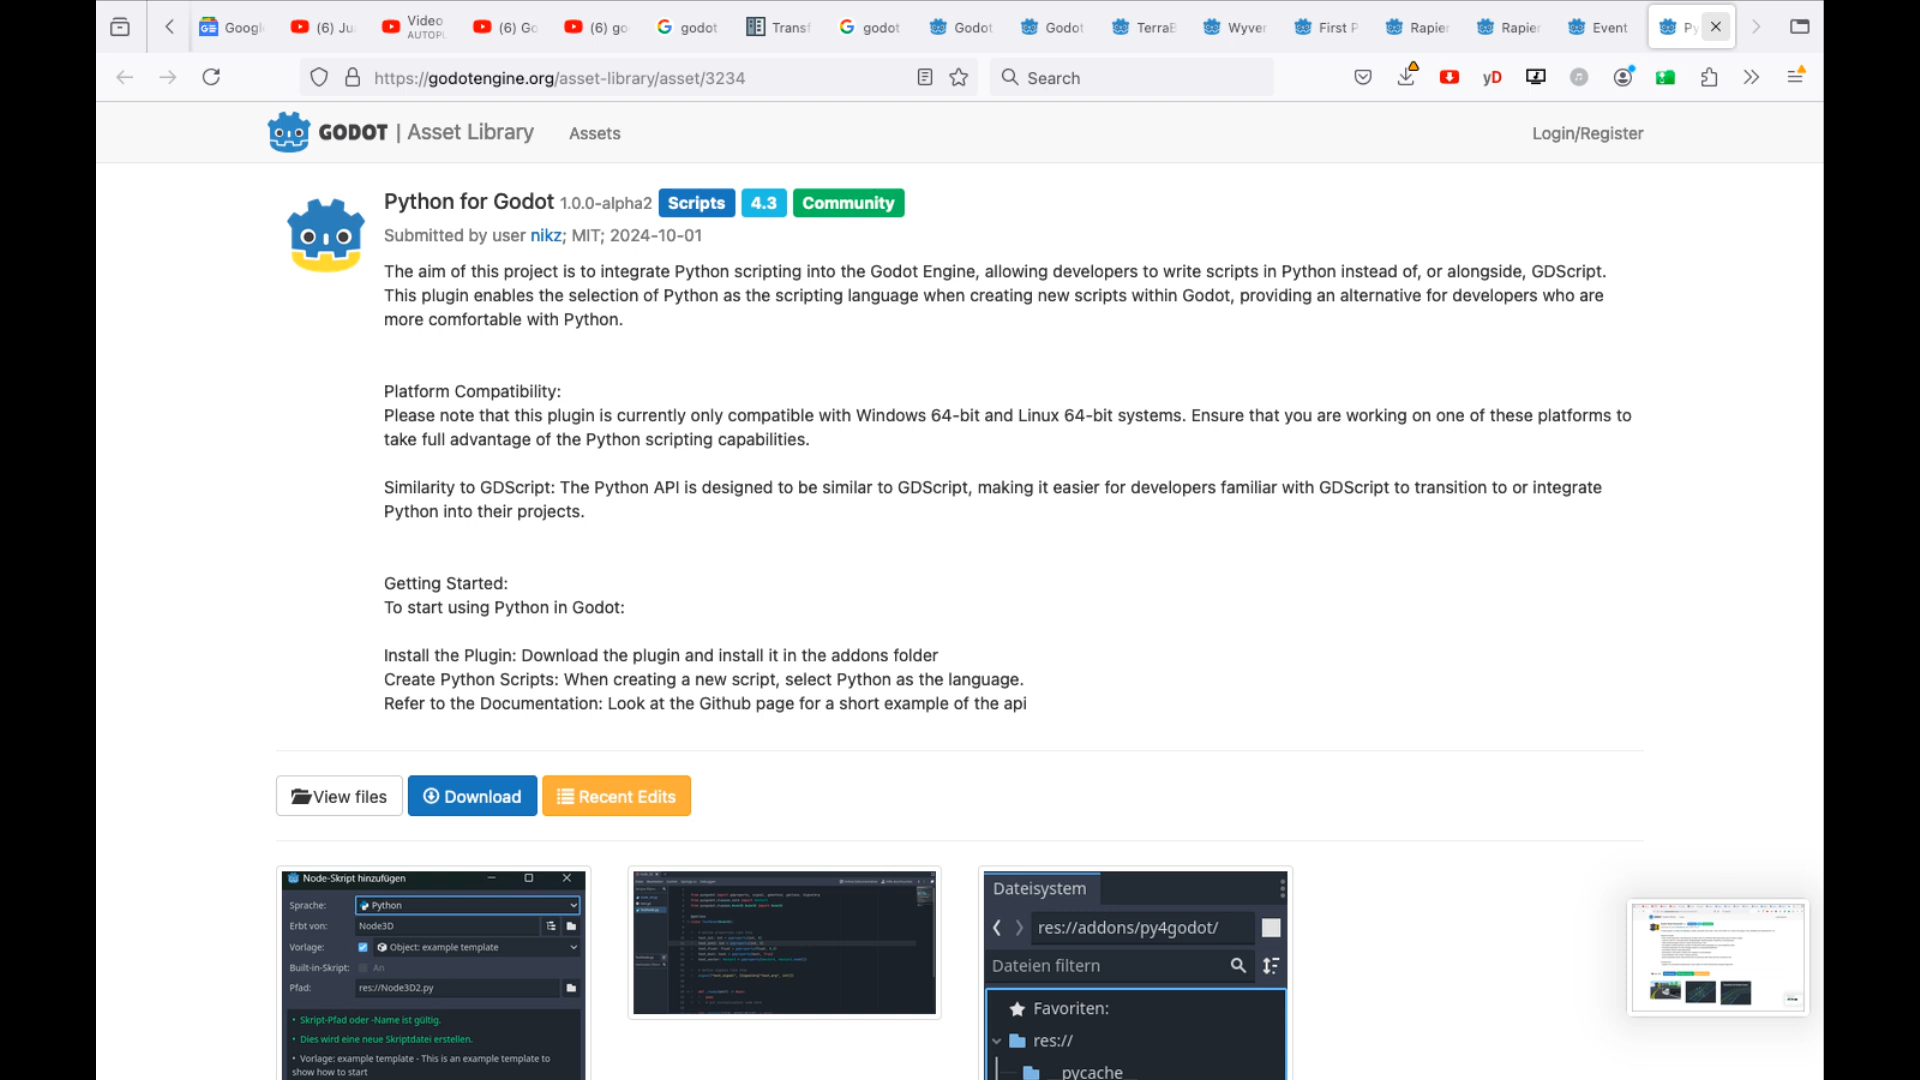 Google
(6) Ju
Video
AUTOPL
(6) Go
(6) go
godot
Transf
godot
Godot
Godot
TerraB
Wyver
First P
Rapier
Rapier
Event
Py
https://godotengine.org/asset-library/asset/3234
Search
yD
GODOT | Asset Library
Assets
Login/Register
Python for Godot 1.0.0-alpha2 Scripts 4.3 Community
Submitted by user nikz; MIT; 2024-10-01
The aim of this project is to integrate Python scripting into the Godot Engine, allowing developers to write scripts in Python instead of, or alongside, GDScript.
This plugin enables the selection of Python as the scripting language when creating new scripts within Godot, providing an alternative for developers who are
more comfortable with Python.
Platform Compatibility:
Please note that this plugin is currently only compatible with Windows 64-bit and Linux 64-bit systems. Ensure that you are working on one of these platforms to
take full advantage of the Python scripting capabilities.
Similarity to GDScript: The Python API is designed to be similar to GDScript, making it easier for developers familiar with GDScript to transition to or integrate
Python into their projects.
Getting Started:
To start using Python in Godot:
Install the Plugin: Download the plugin and install it in the addons folder
Create Python Scripts: When creating a new script, select Python as the language.
Refer to the Documentation: Look at the Github page for a short example of the api
View files
Download
Recent Edits
Node-Skript hinzufügen
Sprache: Python
Erbt von: Node3D
Vorlage: Object: example template
Built-in-Skript: An
Pfad: res://Node3D2.py
• Skript-Pfad oder -Name ist gültig.
• Dies wird eine neue Skriptdatei erstellen.
• Vorlage: example template - This is an example template to
show how to start
Dateisystem
res://addons/py4godot/
Dateien filtern
Favoriten:
res://
__pycache__